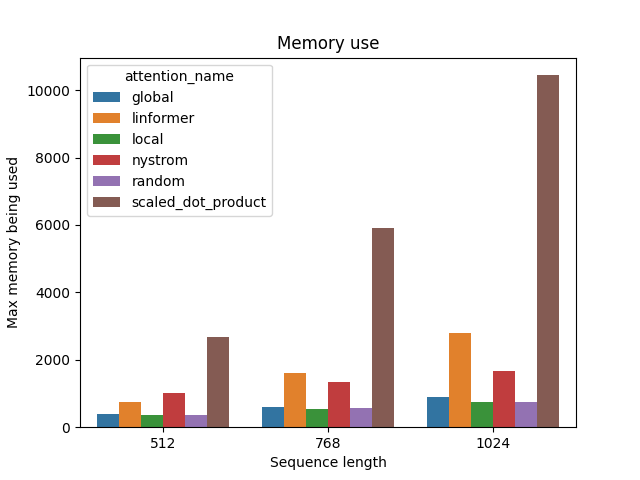 Memory use
attention_name
global
linformer
local
nystrom
random
scaled_dot_product
Max memory being used
10000
8000
6000
4000
2000
0
512
768
1024
Sequence length